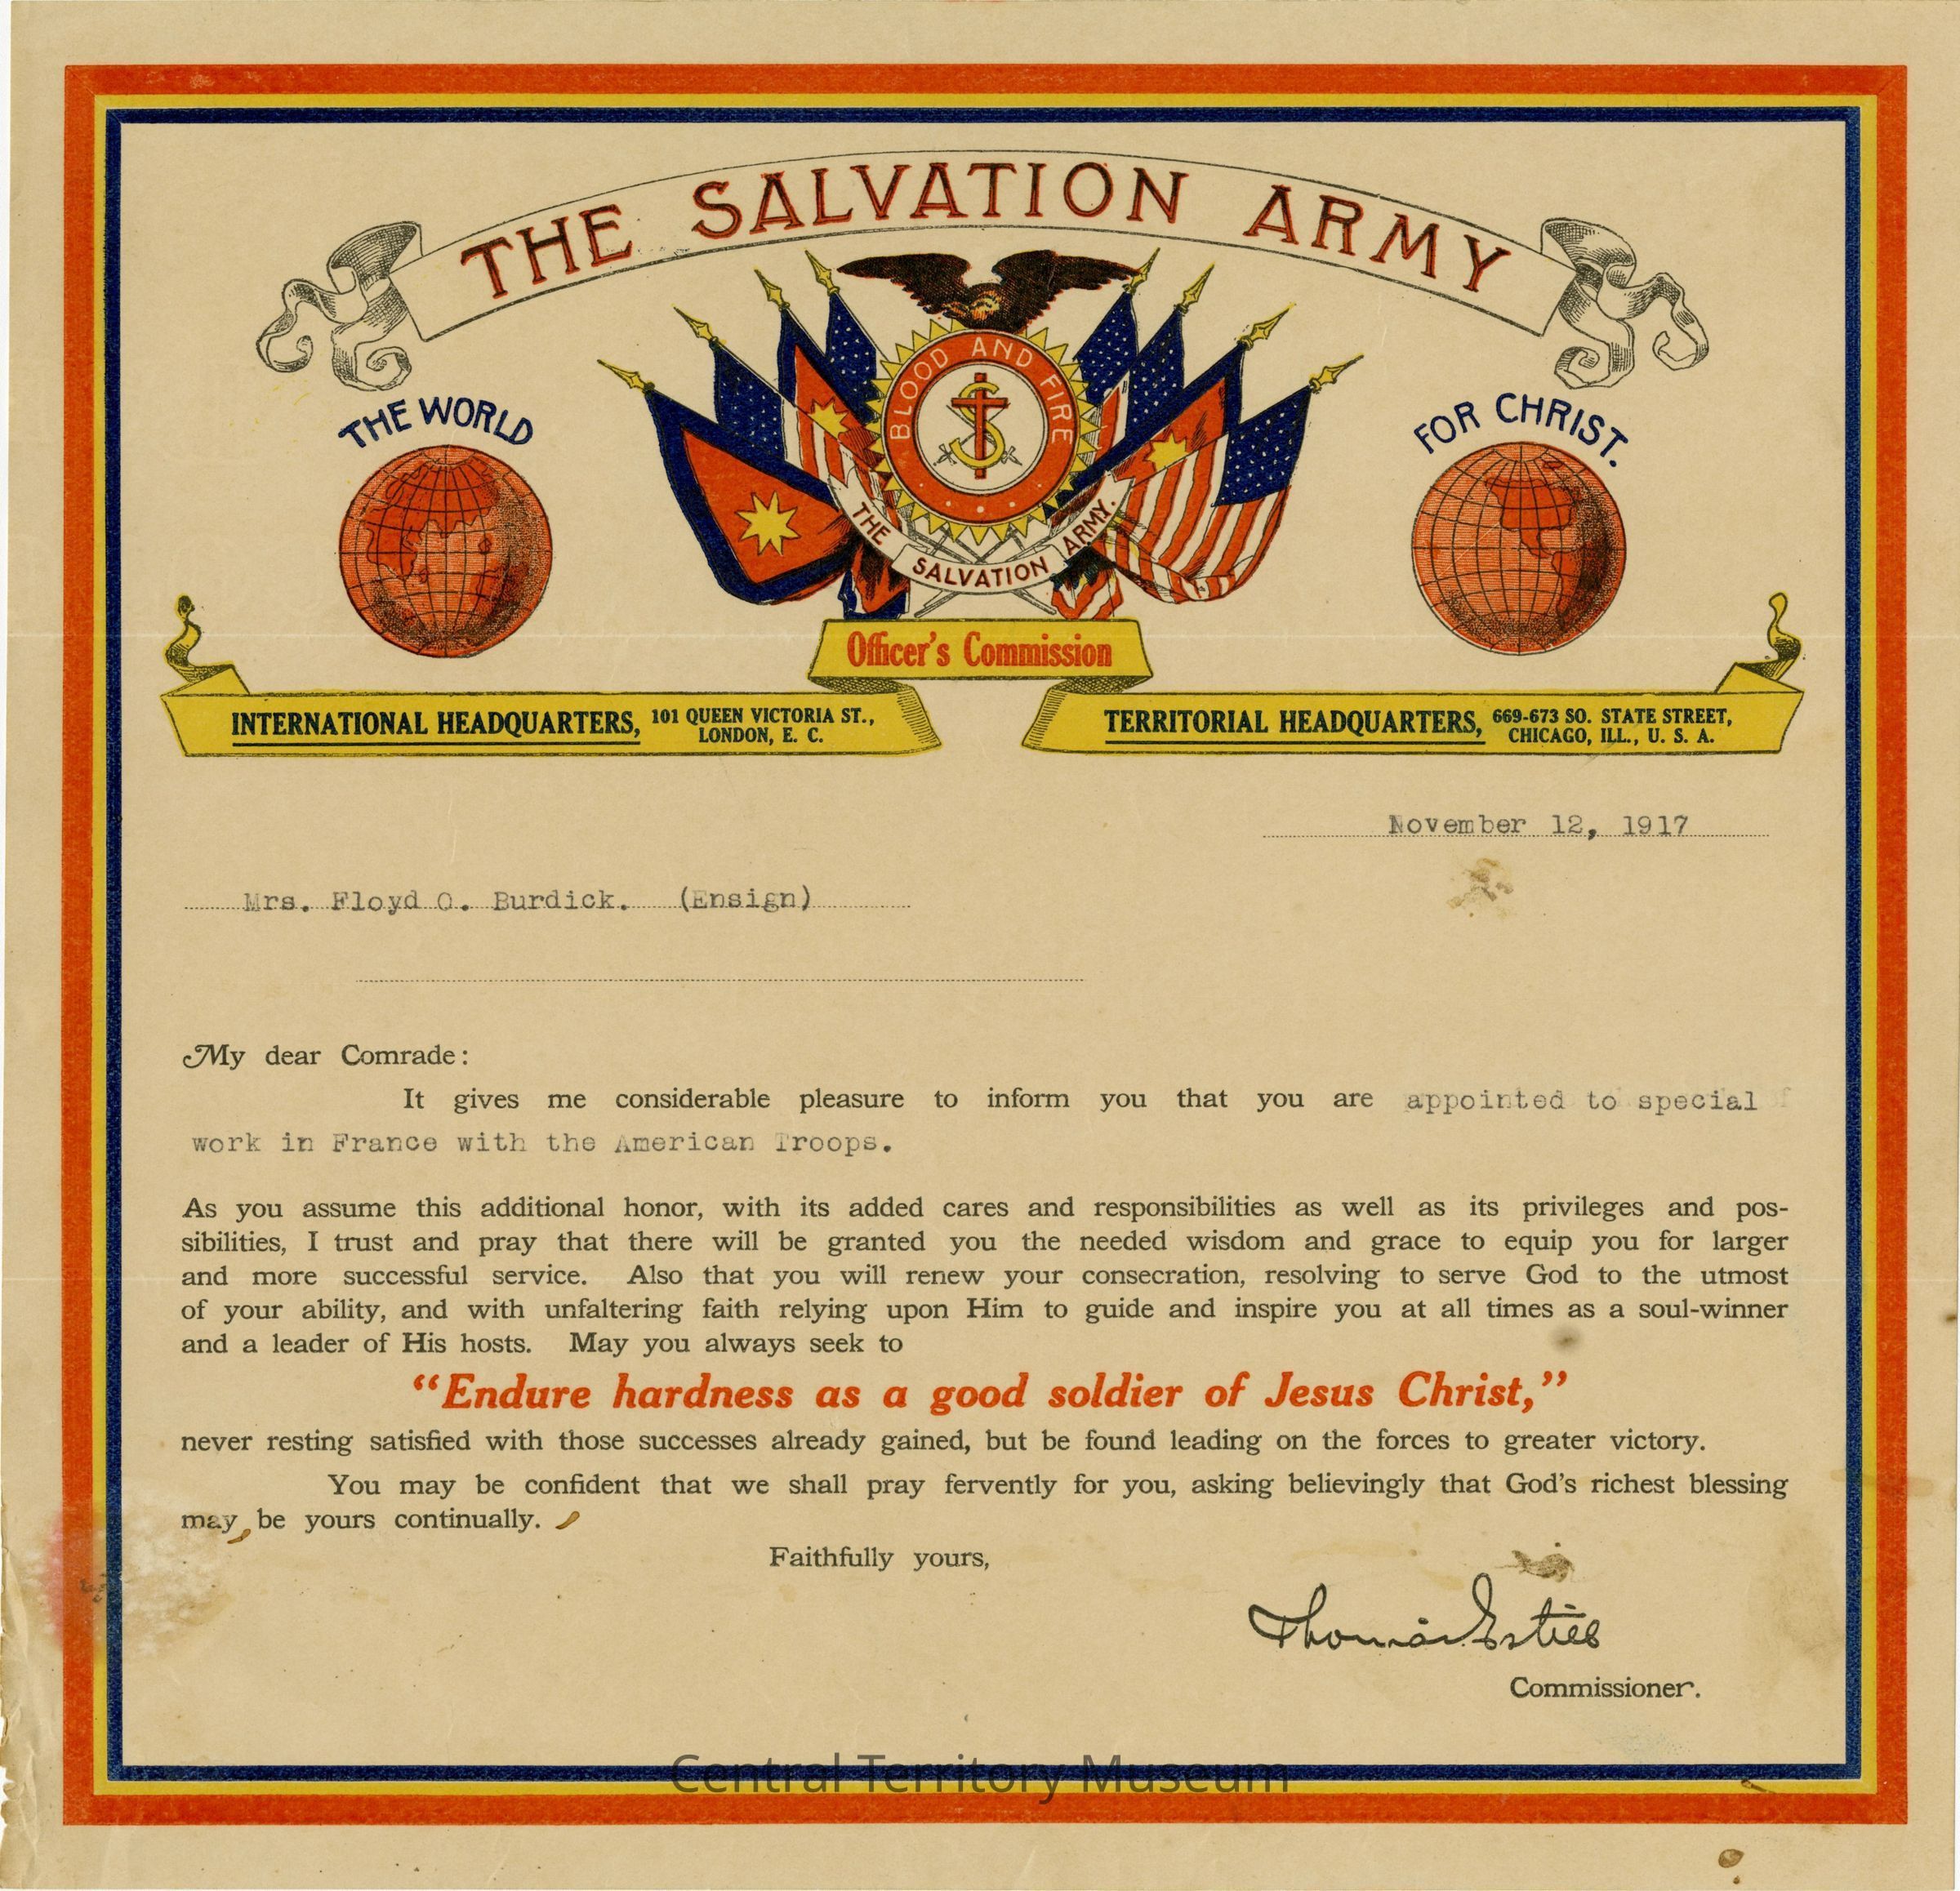 THE SALVATION ARMY
BLOOD AND FIRE
S
THE SALVATION ARMY.
THE WORLD
FOR CHRIST.
Officer's Commission
INTERNATIONAL HEADQUARTERS, 101 QUEEN VICTORIA ST.,
LONDON, E. C.
TERRITORIAL HEADQUARTERS, 669-673 SO. STATE STREET,
CHICAGO, ILL., U. S. A.
November 12, 1917
Mrs. Floyd O. Burdick. (Ensign)
My dear Comrade:
It gives me considerable pleasure to inform you that you are appointed to special
work in France with the American Troops.
As you assume this additional honor, with its added cares and responsibilities as well as its privileges and pos-
sibilities, I trust and pray that there will be granted you the needed wisdom and grace to equip you for larger
and more successful service. Also that you will renew your consecration, resolving to serve God to the utmost
of your ability, and with unfaltering faith relying upon Him to guide and inspire you at all times as a soul-winner
and a leader of His hosts. May you always seek to
"Endure hardness as a good soldier of Jesus Christ,"
never resting satisfied with those successes already gained, but be found leading on the forces to greater victory.
You may be confident that we shall pray fervently for you, asking believingly that God's richest blessing
may be yours continually.
Faithfully yours,
Thomas Estill
Commissioner.
Central Territory Museum